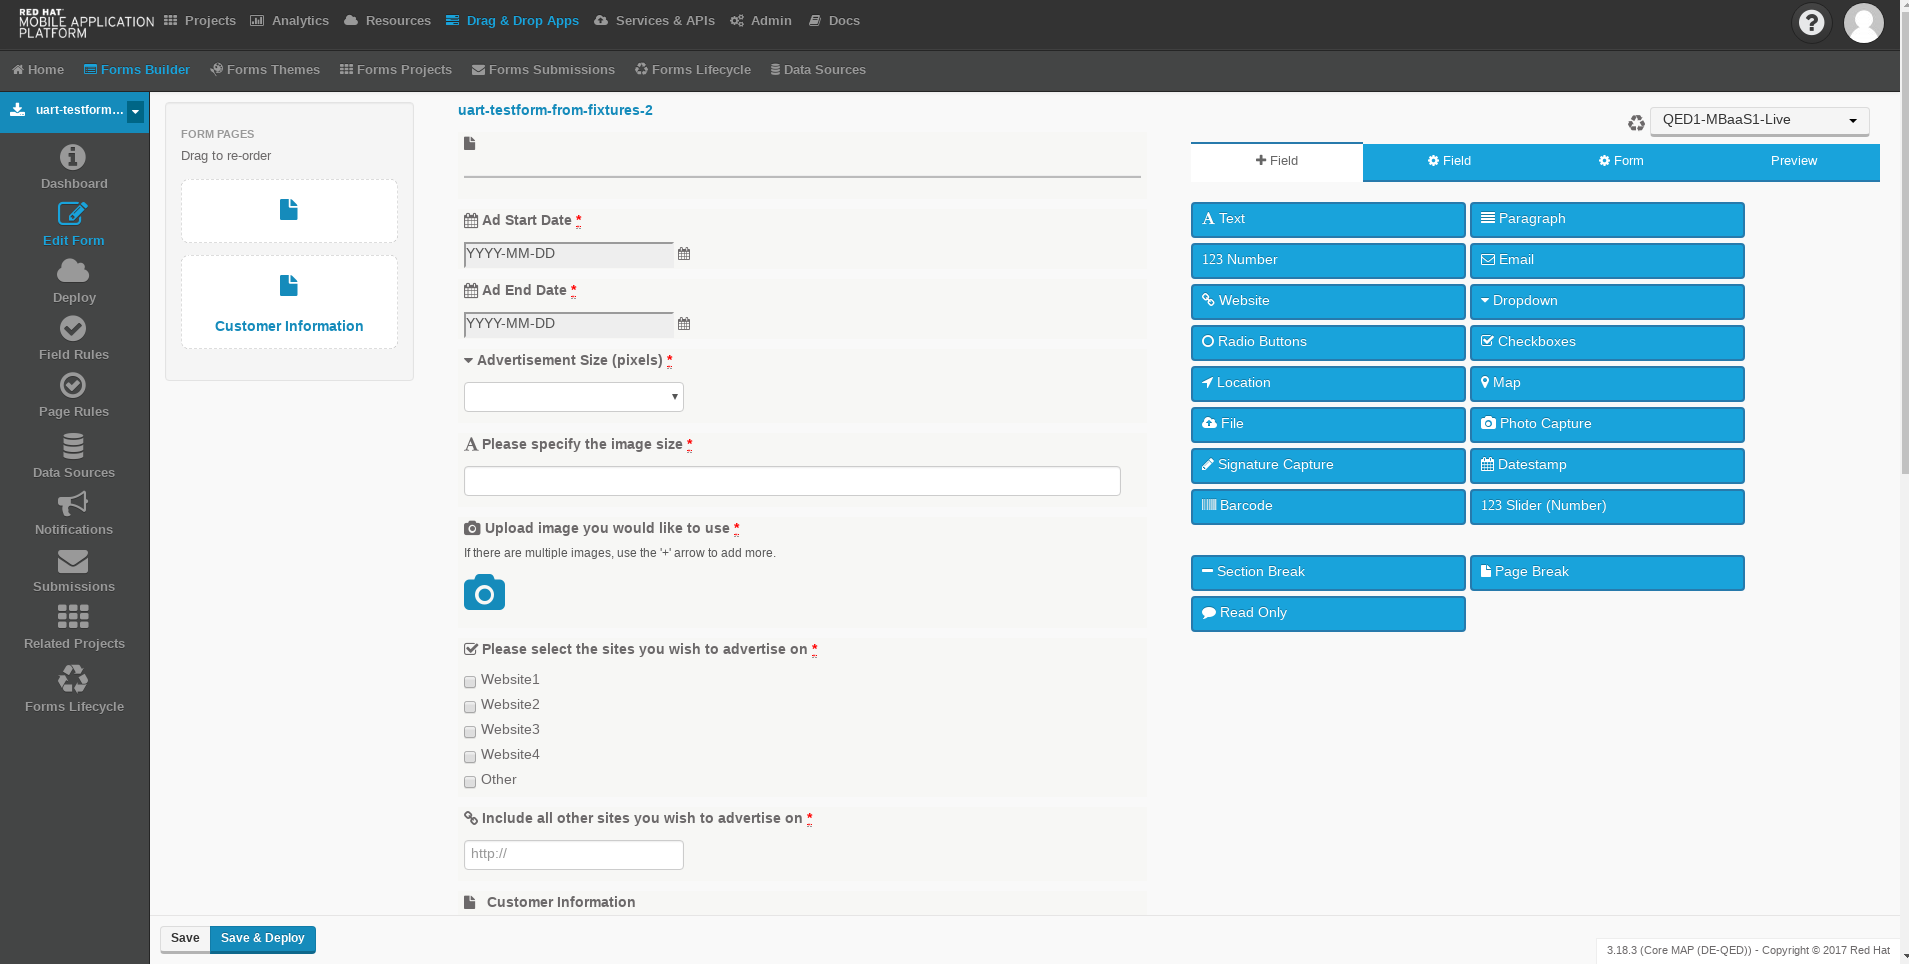 RED HAT
MOBILE APPLICATION
PLATFORM
Projects
Analytics
Resources
Drag & Drop Apps
Services & APIs
Admin
Docs
Home
Forms Builder
Forms Themes
Forms Projects
Forms Submissions
Forms Lifecycle
Data Sources
uart-testform...
Dashboard
Edit Form
Deploy
Field Rules
Page Rules
Data Sources
Notifications
Submissions
Related Projects
Forms Lifecycle
FORM PAGES
Drag to re-order
Customer Information
uart-testform-from-fixtures-2
Ad Start Date *
YYYY-MM-DD
Ad End Date *
YYYY-MM-DD
Advertisement Size (pixels) *
Please specify the image size *
Upload image you would like to use *
If there are multiple images, use the '+' arrow to add more.
Please select the sites you wish to advertise on *
Website1
Website2
Website3
Website4
Other
Include all other sites you wish to advertise on *
http://
Customer Information
QED1-MBaaS1-Live
Field
Field
Form
Preview
Text
Paragraph
123 Number
Email
Website
Dropdown
Radio Buttons
Checkboxes
Location
Map
File
Photo Capture
Signature Capture
Datestamp
Barcode
123 Slider (Number)
Section Break
Page Break
Read Only
Save
Save & Deploy
3.18.3 (Core MAP (DE-QED)) - Copyright © 2017 Red Hat